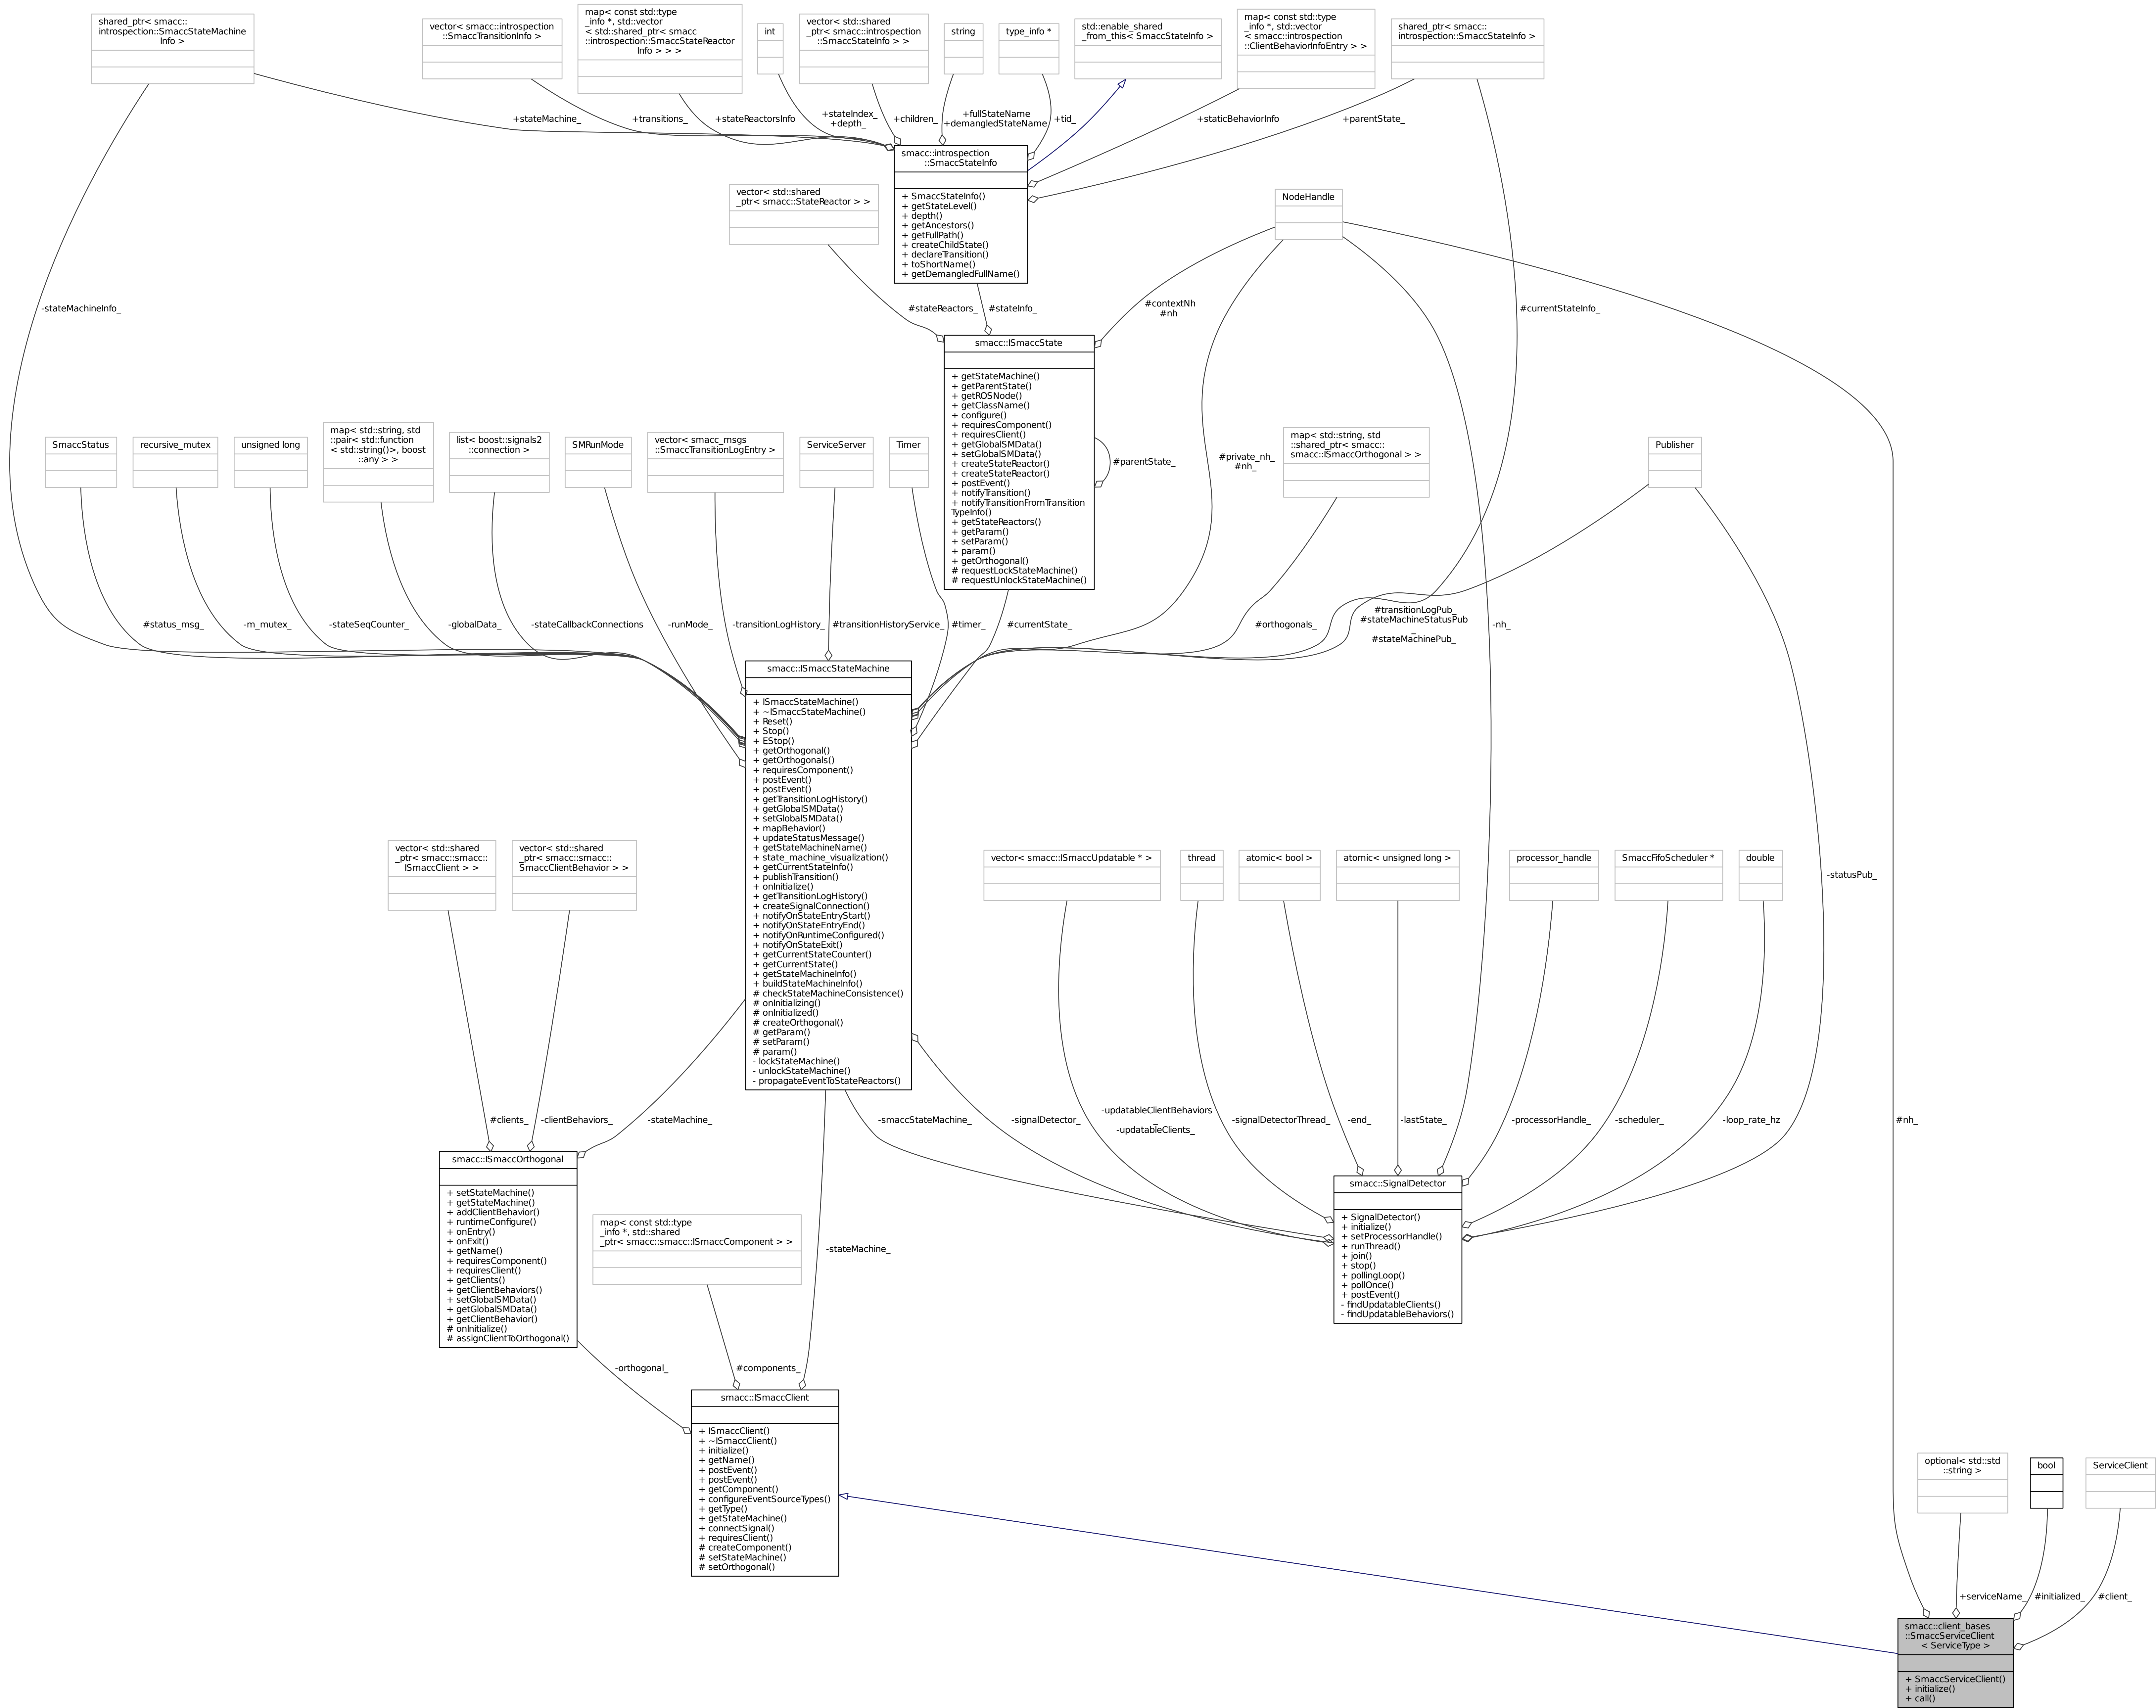 shared_ptr< smacc::
introspection::SmaccStateMachine
Info >
vector< smacc::introspection
::SmaccTransitionInfo >
map< const std::type
_info *, std::vector
< std::shared_ptr< smacc
::introspection::SmaccStateReactor
Info > > >
int
vector< std::shared
_ptr< smacc::introspection
::SmaccStateInfo > >
string
type_info *
std::enable_shared
_from_this< SmaccStateInfo >
map< const std::type
_info *, std::vector
< smacc::introspection
::ClientBehaviorInfoEntry > >
shared_ptr< smacc::
introspection::SmaccStateInfo >
+stateMachine_
+transitions_
+stateReactorsInfo
+stateIndex_
+depth_
+children_
+fullStateName
+demangledStateName
+tid_
+staticBehaviorInfo
+parentState_
smacc::introspection
::SmaccStateInfo
+ SmaccStateInfo()
+ getStateLevel()
+ depth()
+ getAncestors()
+ getFullPath()
+ createChildState()
+ declareTransition()
+ toShortName()
+ getDemangledFullName()
vector< std::shared
_ptr< smacc::StateReactor > >
NodeHandle
-stateMachineInfo_
#stateReactors_
#stateInfo_
#contextNh
#nh
#currentStateInfo_
smacc::ISmaccState
+ getStateMachine()
+ getParentState()
+ getROSNode()
+ getClassName()
+ configure()
+ requiresComponent()
+ requiresClient()
+ getGlobalSMData()
+ setGlobalSMData()
+ createStateReactor()
+ createStateReactor()
+ postEvent()
+ notifyTransition()
+ notifyTransitionFromTransition
TypeInfo()
+ getStateReactors()
+ getParam()
+ setParam()
+ param()
+ getOrthogonal()
# requestLockStateMachine()
# requestUnlockStateMachine()
#parentState_
#private_nh_
#nh_
SmaccStatus
recursive_mutex
unsigned long
map< std::string, std
::pair< std::function
< std::string()>, boost
::any > >
list< boost::signals2
::connection >
SMRunMode
vector< smacc_msgs
::SmaccTransitionLogEntry >
ServiceServer
Timer
map< std::string, std
::shared_ptr< smacc::
smacc::ISmaccOrthogonal > >
Publisher
#status_msg_
-m_mutex_
-stateSeqCounter_
-globalData_
-stateCallbackConnections
-runMode_
-transitionLogHistory_
#transitionHistoryService_
#timer_
#currentState_
#orthogonals_
#transitionLogPub_
#stateMachineStatusPub
_
#stateMachinePub_
-nh_
smacc::ISmaccStateMachine
+ ISmaccStateMachine()
+ ~ISmaccStateMachine()
+ Reset()
+ Stop()
+ EStop()
+ getOrthogonal()
+ getOrthogonals()
+ requiresComponent()
+ postEvent()
+ postEvent()
+ getTransitionLogHistory()
+ getGlobalSMData()
+ setGlobalSMData()
+ mapBehavior()
+ updateStatusMessage()
+ getStateMachineName()
+ state_machine_visualization()
+ getCurrentStateInfo()
+ publishTransition()
+ onInitialize()
+ getTransitionLogHistory()
+ createSignalConnection()
+ notifyOnStateEntryStart()
+ notifyOnStateEntryEnd()
+ notifyOnRuntimeConfigured()
+ notifyOnStateExit()
+ getCurrentStateCounter()
+ getCurrentState()
+ getStateMachineInfo()
+ buildStateMachineInfo()
# checkStateMachineConsistence()
# onInitializing()
# onInitialized()
# createOrthogonal()
# getParam()
# setParam()
# param()
- lockStateMachine()
- unlockStateMachine()
- propagateEventToStateReactors()
vector< std::shared
_ptr< smacc::smacc::
ISmaccClient > >
vector< std::shared
_ptr< smacc::smacc::
SmaccClientBehavior > >
vector< smacc::ISmaccUpdatable * >
thread
atomic< bool >
atomic< unsigned long >
processor_handle
SmaccFifoScheduler *
double
-statusPub_
#clients_
-clientBehaviors_
-stateMachine_
-smaccStateMachine_
-signalDetector_
-updatableClientBehaviors
_
-updatableClients_
-signalDetectorThread_
-end_
-lastState_
-processorHandle_
-scheduler_
-loop_rate_hz
#nh_
smacc::ISmaccOrthogonal
+ setStateMachine()
+ getStateMachine()
+ addClientBehavior()
+ runtimeConfigure()
+ onEntry()
+ onExit()
+ getName()
+ requiresComponent()
+ requiresClient()
+ getClients()
+ getClientBehaviors()
+ setGlobalSMData()
+ getGlobalSMData()
+ getClientBehavior()
# onInitialize()
# assignClientToOrthogonal()
smacc::SignalDetector
+ SignalDetector()
+ initialize()
+ setProcessorHandle()
+ runThread()
+ join()
+ stop()
+ pollingLoop()
+ pollOnce()
+ postEvent()
- findUpdatableClients()
- findUpdatableBehaviors()
map< const std::type
_info *, std::shared
_ptr< smacc::smacc::ISmaccComponent > >
-stateMachine_
-orthogonal_
#components_
smacc::ISmaccClient
+ ISmaccClient()
+ ~ISmaccClient()
+ initialize()
+ getName()
+ postEvent()
+ postEvent()
+ getComponent()
+ configureEventSourceTypes()
+ getType()
+ getStateMachine()
+ connectSignal()
+ requiresClient()
# createComponent()
# setStateMachine()
# setOrthogonal()
optional< std::std
::string >
bool
ServiceClient
+serviceName_
#initialized_
#client_
smacc::client_bases
::SmaccServiceClient
< ServiceType >
+ SmaccServiceClient()
+ initialize()
+ call()